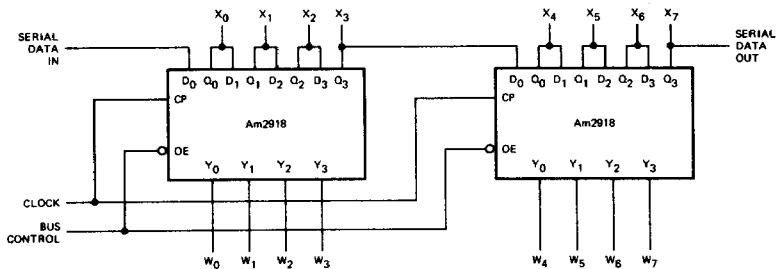 X0 X1 X2 X3 X4 X5 X6 X7
SERIAL
DATA
IN
SERIAL
DATA
OUT
D0 Q0 D1 Q1 D2 Q2 D3 Q3
CP
Am2918
OE
Y0 Y1 Y2 Y3
D0 Q0 D1 Q1 D2 Q2 D3 Q3
CP
Am2918
OE
Y0 Y1 Y2 Y3
CLOCK
BUS
CONTROL
W0 W1 W2 W3 W4 W5 W6 W7